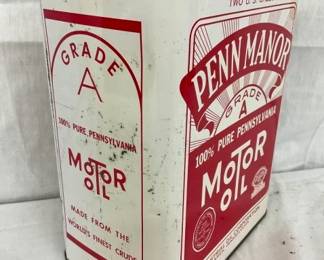 GRADE
A
100% PURE PENNSYLVANIA
MOTOR
OIL
MADE FROM THE
WORLD'S FINEST CRUDE
TWO U.S.
PENN MANOR
GRADE
A
100% PURE PENNSYLVANIA
MOTOR
OIL